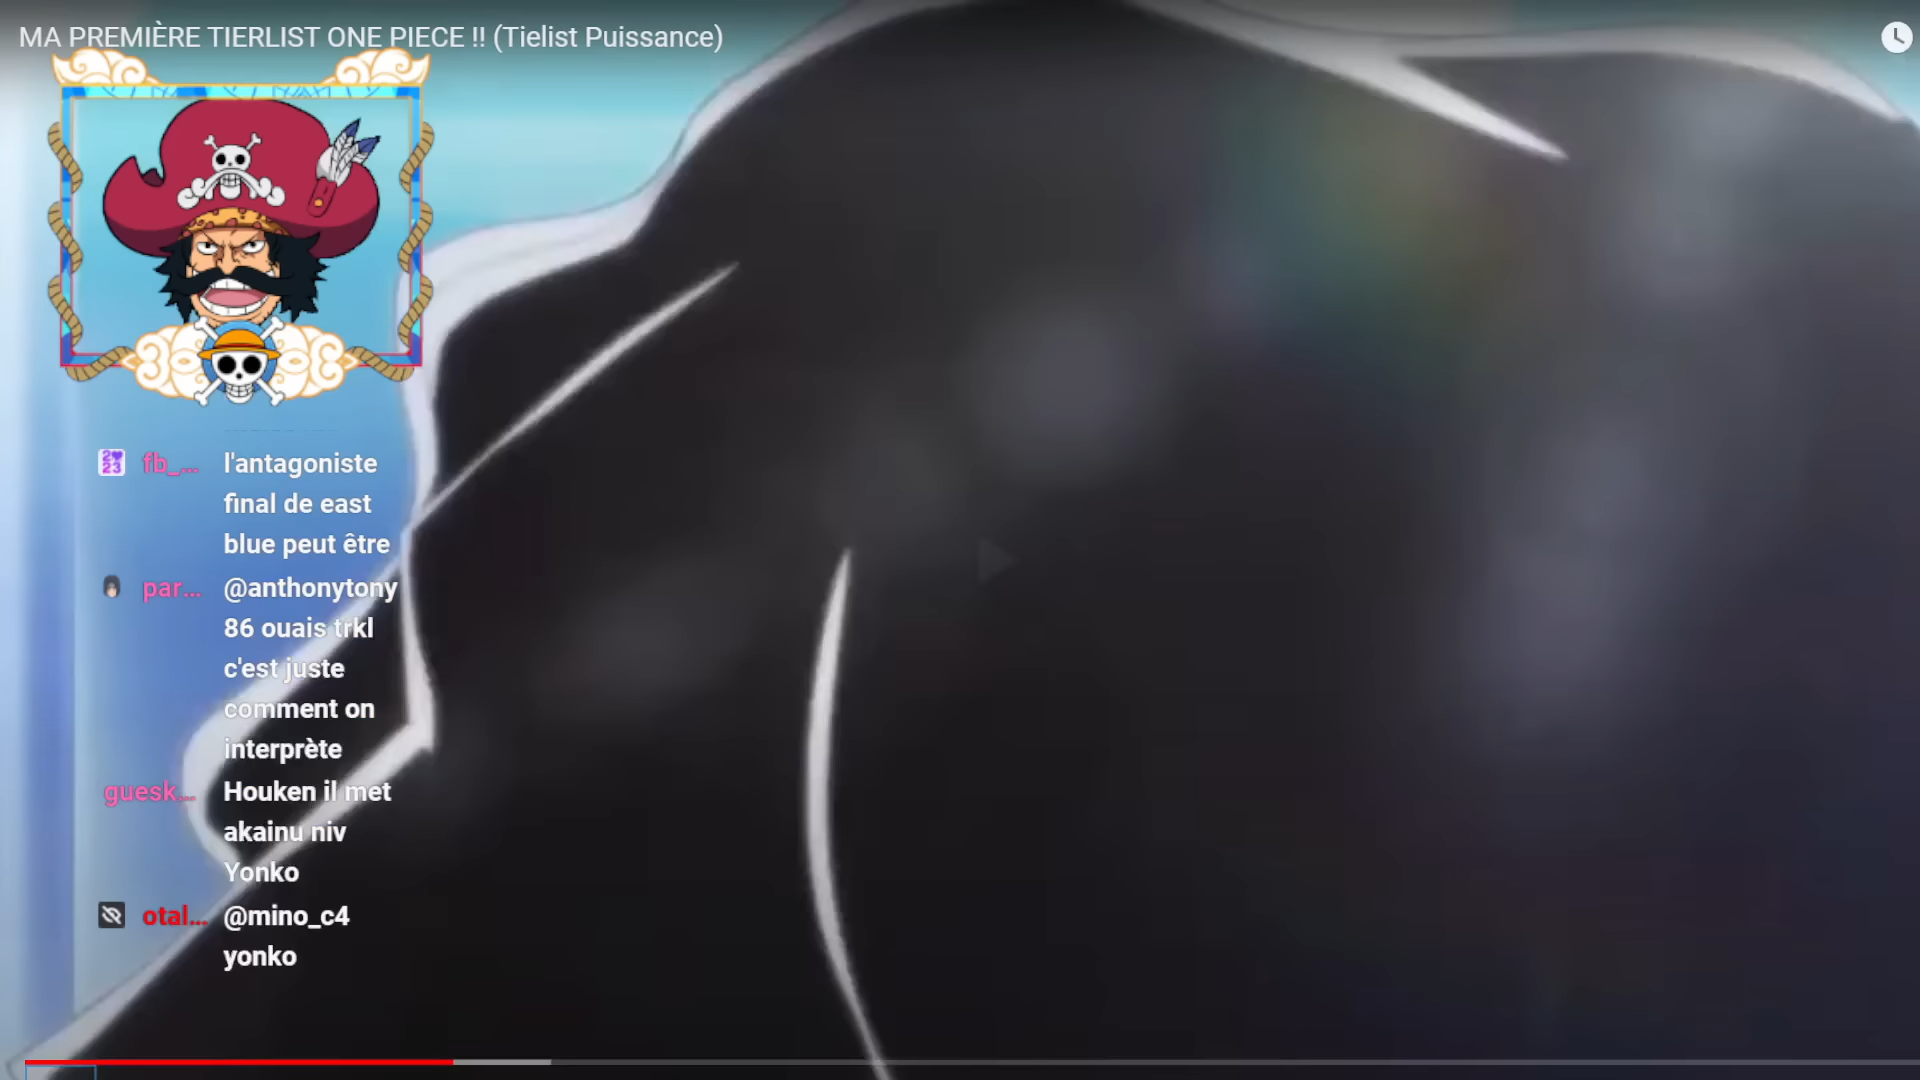 MA PREMIÈRE TIERLIST ONE PIECE !! (Tielist Puissance)
fb_... l'antagoniste
final de east
blue peut être
par... @anthonytony
86 ouais trkl
c'est juste
comment on
interprète
guesk... Houken il met
akainu niv
Yonko
otal... @mino_c4
yonko